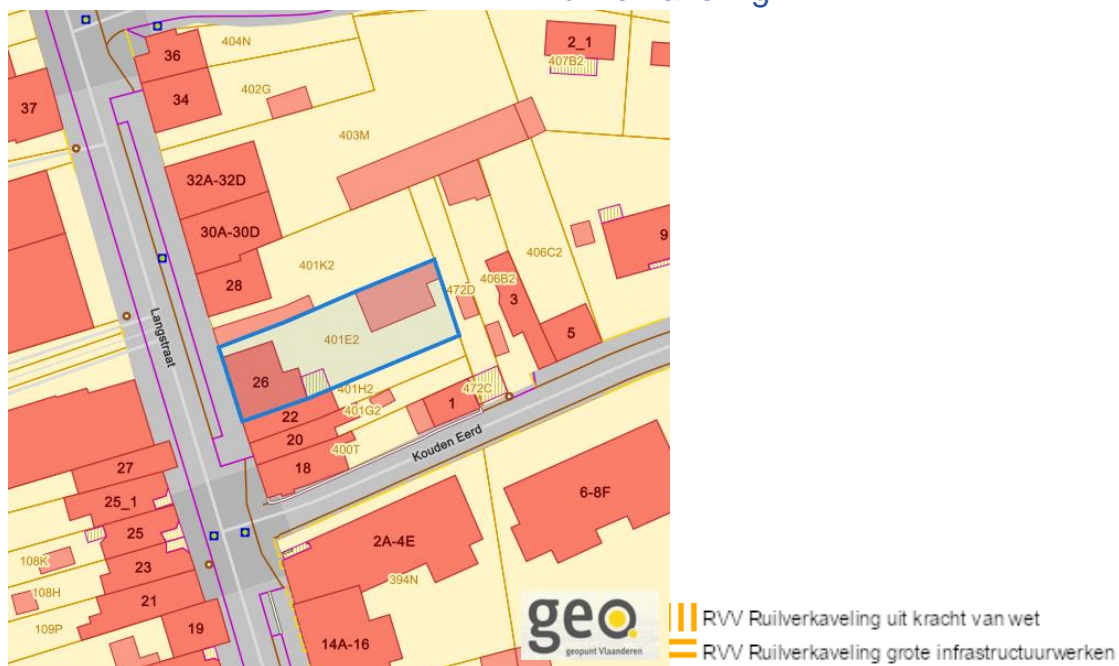 36
404N
2_1
407B2
37
34
402G
403M
32A-32D
30A-30D
406C2
9
401K2
28
472D
406B2
3
5
Langstraat
401E2
26
401H2
472C
22
401G2
1
20
400T
Kouden Eerd
18
27
6-8F
25_1
25
2A-4E
108K
23
394N
108H
21
109P
19
14A-16
geo
geopunt Vlaanderen
RVV Ruilverkaveling uit kracht van wet
RVV Ruilverkaveling grote infrastructuurwerken